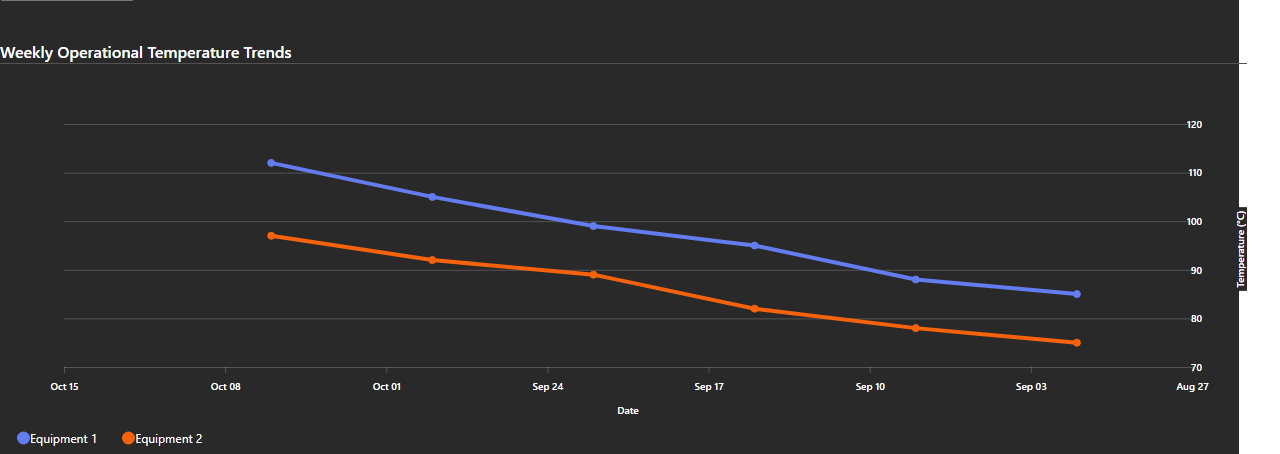 Weekly Operational Temperature Trends
120
110
100
90
80
70
Temperature (°C)
Oct 15 Oct 08 Oct 01 Sep 24 Sep 17 Sep 10 Sep 03 Aug 27
Date
Equipment 1 Equipment 2